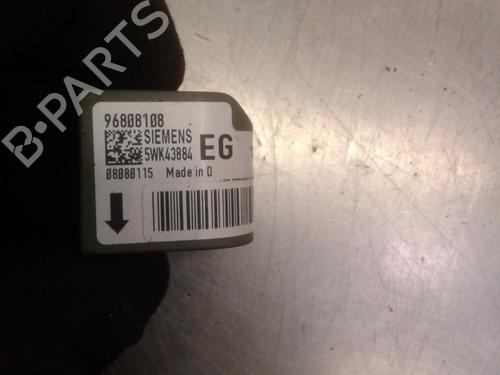 B-PARTS
96808108
SIEMENS
5WK43884
EG
08080115 Made in D